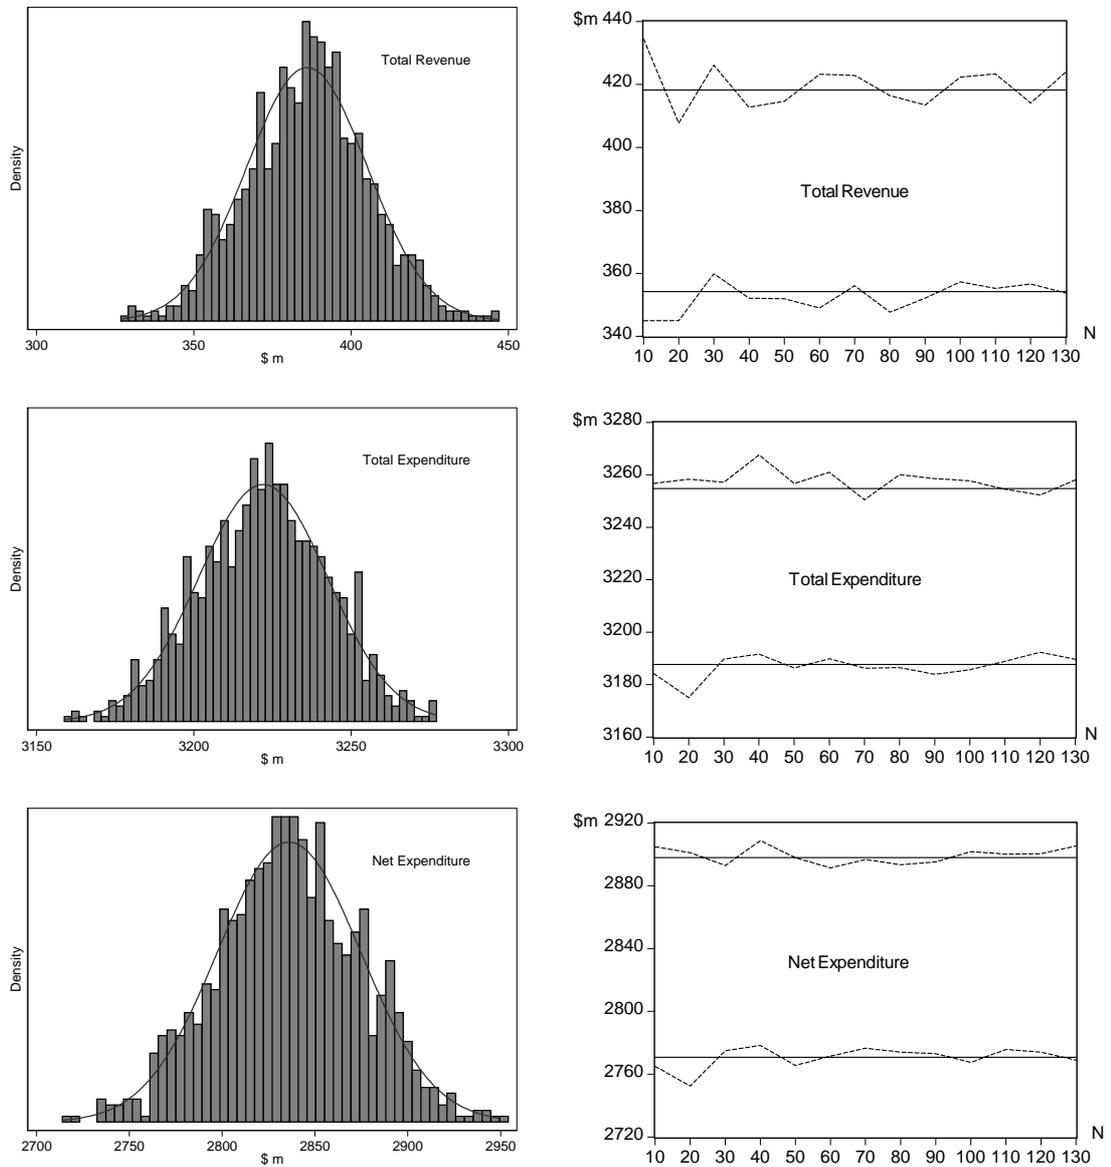 Total Revenue
Density
300 350 400 450
$ m
$m 440
420
400
Total Revenue
380
360
340
N
10 20 30 40 50 60 70 80 90 100 110 120 130
Total Expenditure
Density
3150 3200 3250 3300
$ m
$m 3280
3260
3240
3220
Total Expenditure
3200
3180
3160
N
10 20 30 40 50 60 70 80 90 100 110 120 130
Net Expenditure
Density
2700 2750 2800 2850 2900 2950
$ m
$m 2920
2880
2840
Net Expenditure
2800
2760
2720
N
10 20 30 40 50 60 70 80 90 100 110 120 130